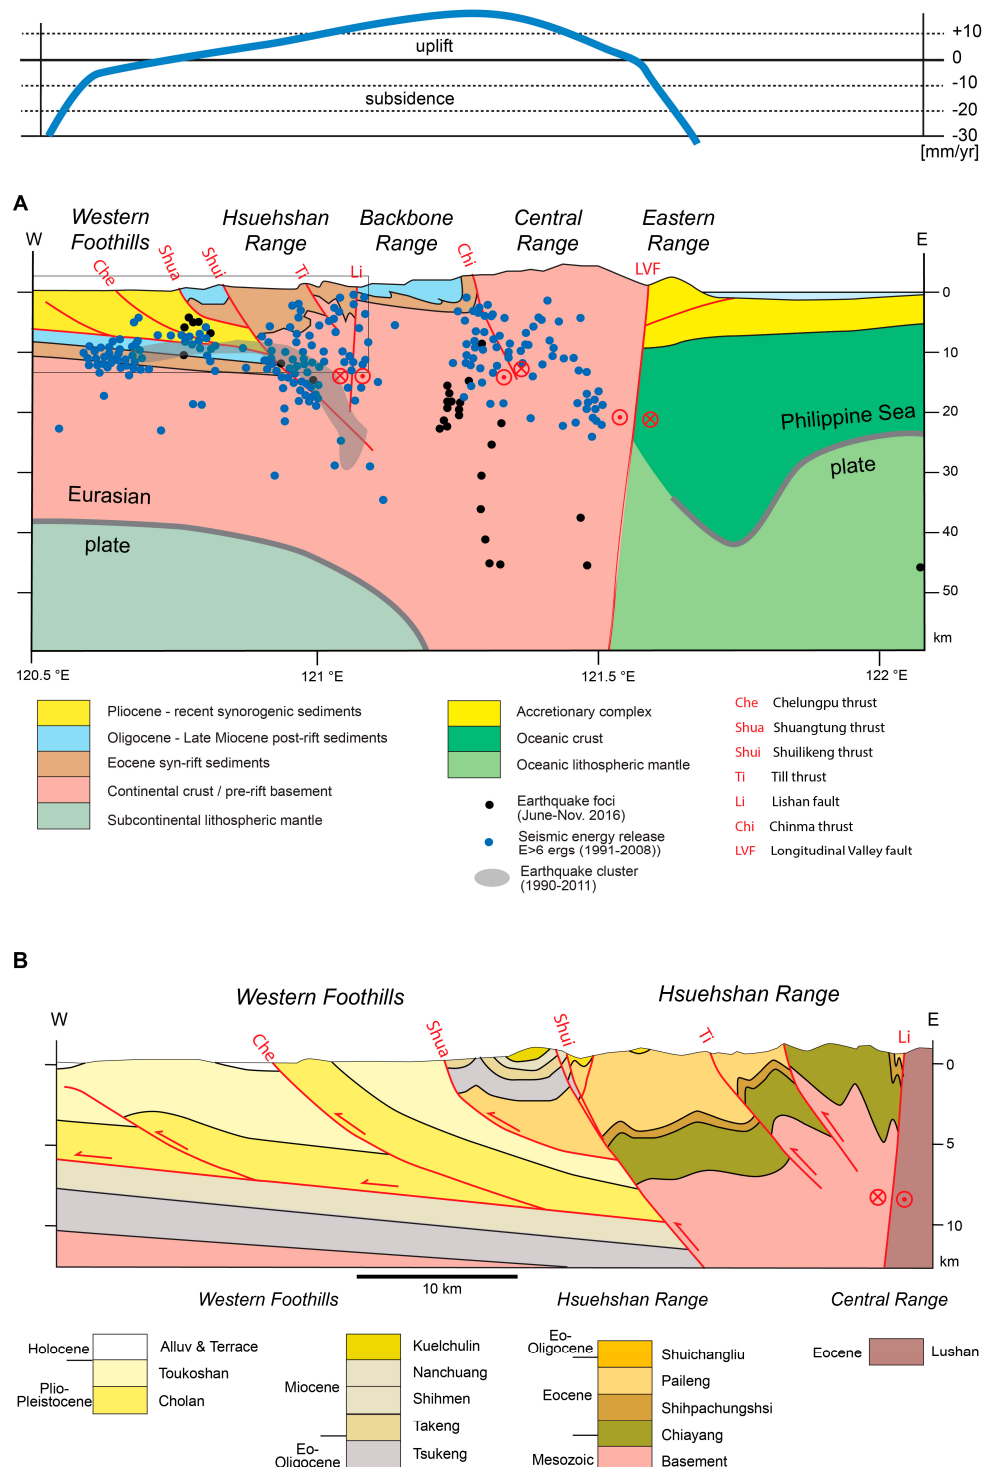 +10
uplift
0
-10
subsidence
-20
-30
[mm/yr]
A
Western
Foothills
Hsuehshan
Range
Backbone
Range
Central
Range
Eastern
Range
W
E
Che
Shua
Shui
Ti
Li
Chi
LVF
0
10
20
30
40
50
km
Philippine Sea
plate
Eurasian
plate
120.5 °E
121 °E
121.5 °E
122 °E
Pliocene - recent synorogenic sediments
Oligocene - Late Miocene post-rift sediments
Eocene syn-rift sediments
Continental crust / pre-rift basement
Subcontinental lithospheric mantle
Accretionary complex
Oceanic crust
Oceanic lithospheric mantle
Earthquake foci
(June-Nov. 2016)
Seismic energy release
E>6 ergs (1991-2008))
Earthquake cluster
(1990-2011)
Che Chelungpu thrust
Shua Shuangtung thrust
Shui Shuilikeng thrust
Ti Till thrust
Li Lishan fault
Chi Chinma thrust
LVF Longitudinal Valley fault
B
Western Foothills
Hsuehshan Range
W
E
Che
Shua
Shui
Ti
Li
0
5
10
km
10 km
Western Foothills
Hsuehshan Range
Central Range
Holocene
Alluv & Terrace
Toukoshan
Plio-
Pleistocene
Cholan
Kuelchulin
Miocene
Nanchuang
Shihmen
Takeng
Eo-
Oligocene
Tsukeng
Eo-
Oligocene
Shuichangliu
Paileng
Eocene
Shihpachungshsi
Chiayang
Mesozoic
Basement
Eocene
Lushan